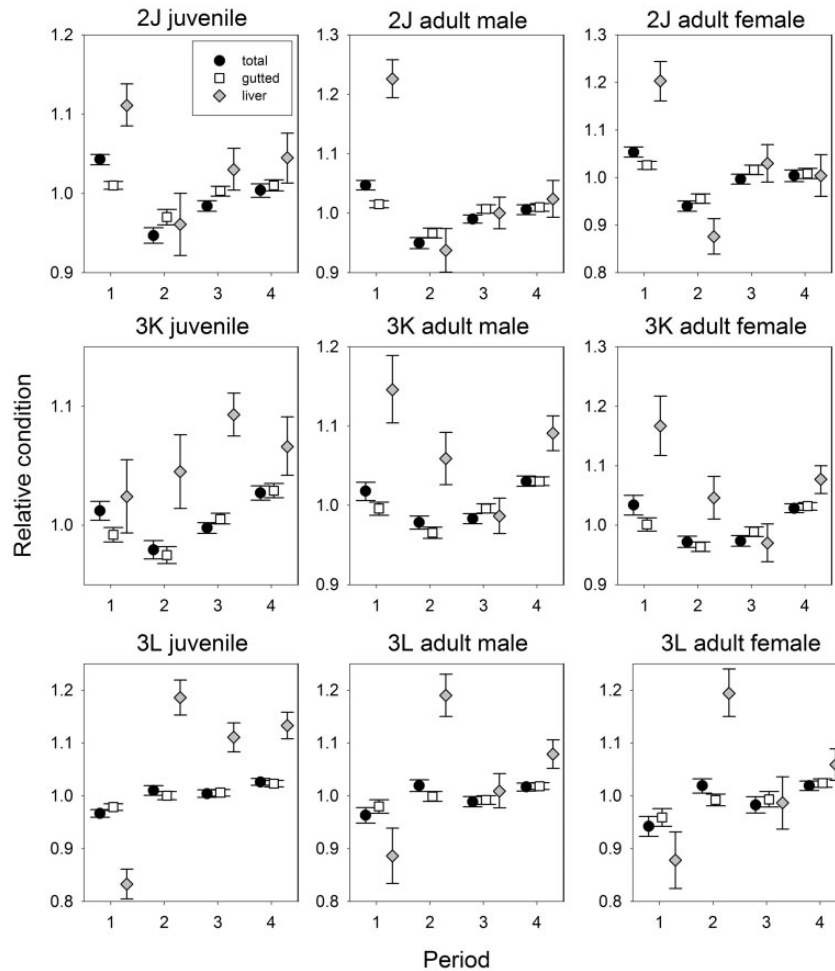 2J juvenile
2J adult male
2J adult female
1.2
1.1
1.0
0.9
total
gutted
liver
1 2 3 4
1.3
1.2
1.1
1.0
0.9
1 2 3 4
1.3
1.2
1.1
1.0
0.9
0.8
1 2 3 4
Relative condition
3K juvenile
3K adult male
3K adult female
1.1
1.0
1 2 3 4
1.2
1.1
1.0
0.9
1 2 3 4
1.3
1.2
1.1
1.0
0.9
1 2 3 4
3L juvenile
3L adult male
3L adult female
1.2
1.1
1.0
0.9
0.8
1 2 3 4
1.2
1.1
1.0
0.9
0.8
1 2 3 4
1.2
1.1
1.0
0.9
0.8
1 2 3 4
Period